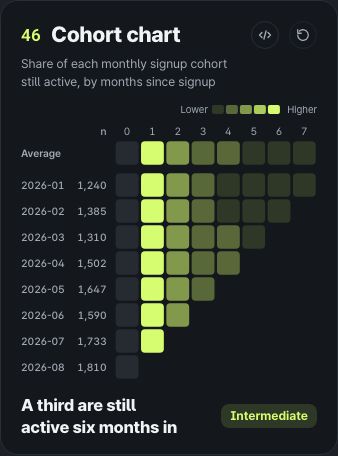 46 Cohort chart
Share of each monthly signup cohort
still active, by months since signup
Lower Higher
n 0 1 2 3 4 5 6 7
Average
2026-01 1,240
2026-02 1,385
2026-03 1,310
2026-04 1,502
2026-05 1,647
2026-06 1,590
2026-07 1,733
2026-08 1,810
A third are still
active six months in
Intermediate